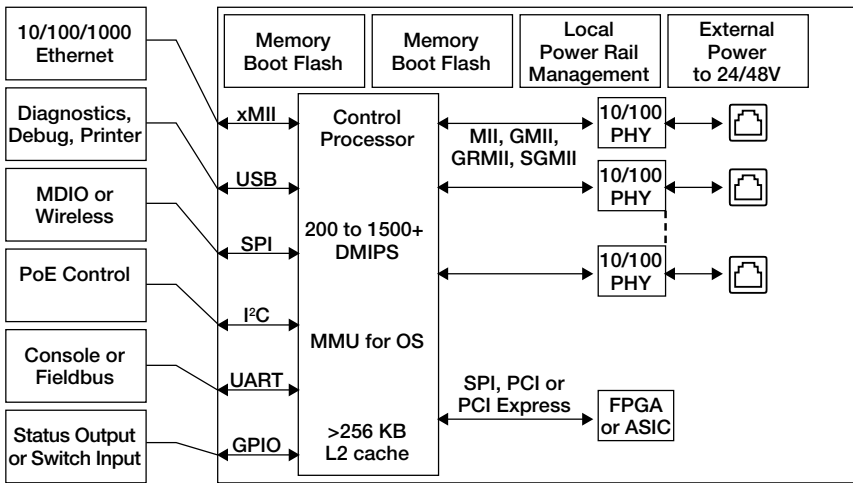 10/100/1000
Ethernet
Diagnostics,
Debug, Printer
MDIO or
Wireless
PoE Control
Console or
Fieldbus
Status Output
or Switch Input
Memory
Boot Flash
Memory
Boot Flash
Local
Power Rail
Management
External
Power
to 24/48V
xMII
USB
SPI
I²C
UART
GPIO
Control
Processor
200 to 1500+
DMIPS
MMU for OS
>256 KB
L2 cache
MII, GMII,
GRMII, SGMII
SPI, PCI or
PCI Express
10/100
PHY
10/100
PHY
10/100
PHY
FPGA
or ASIC